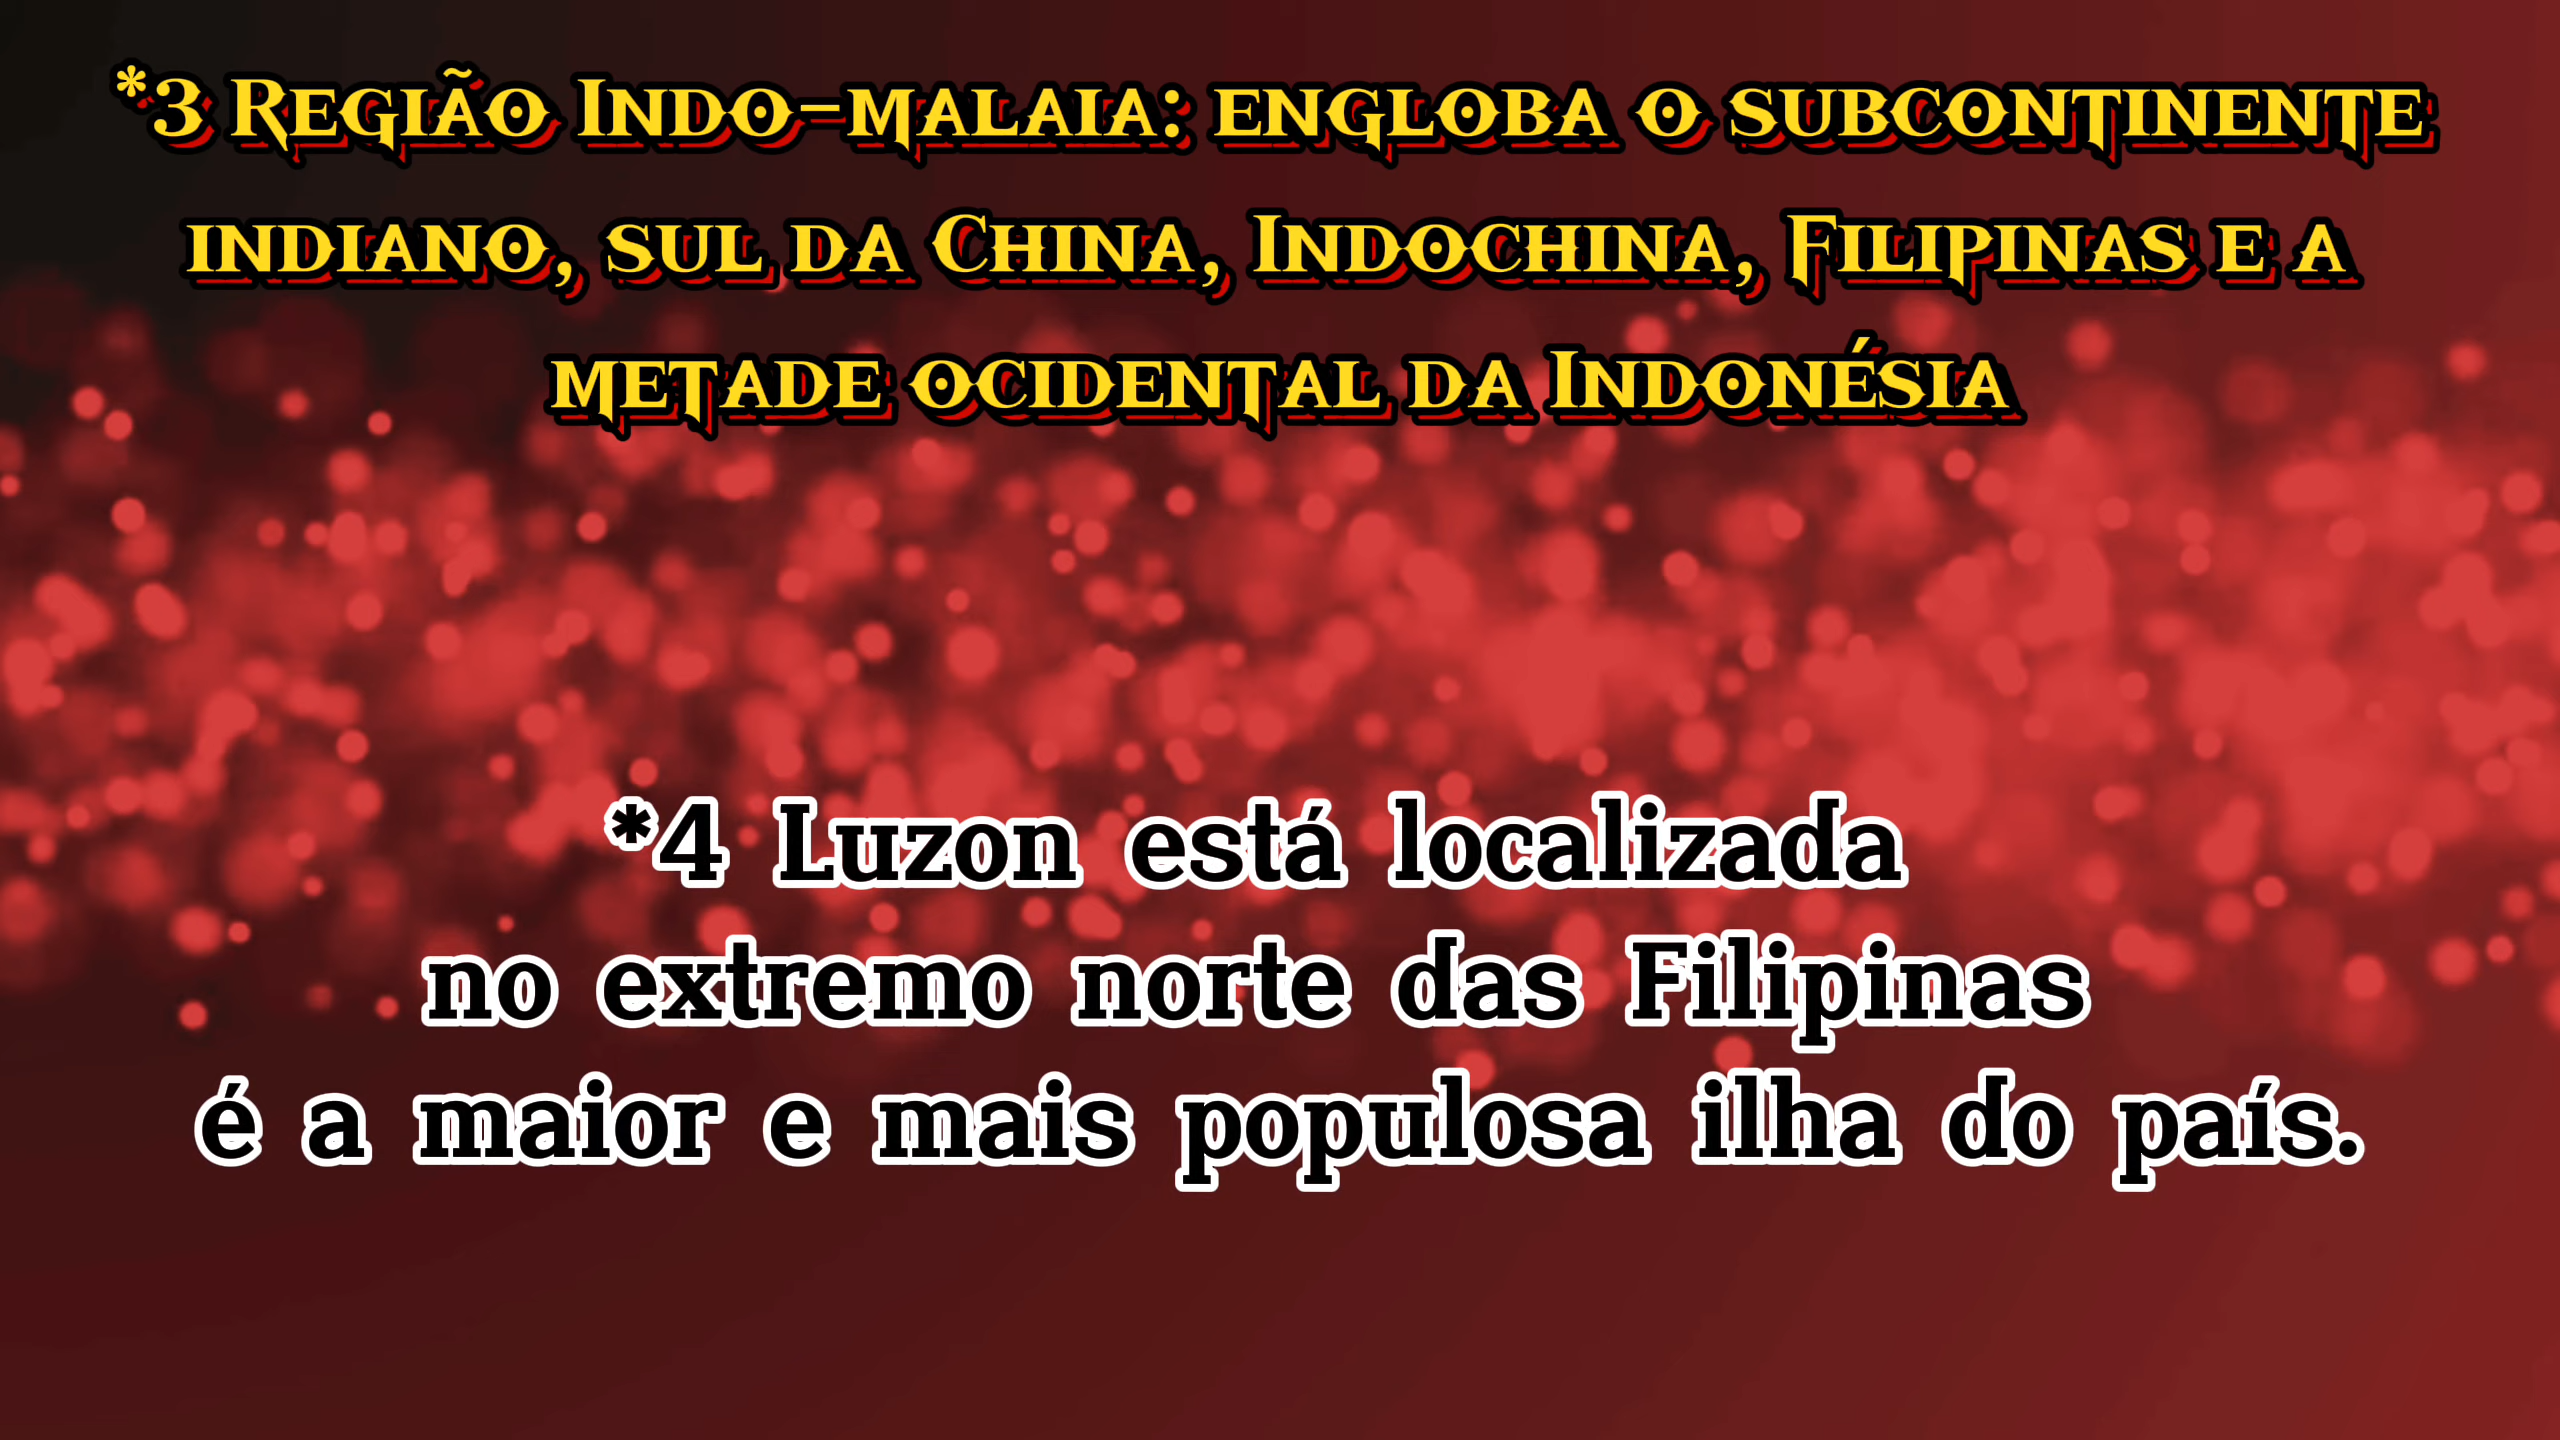 *3 Região Indo-malaia: engloba o subcontinente
indiano, sul da China, Indochina, Filipinas e a
metade ocidental da Indonésia
*4 Luzon está localizada
no extremo norte das Filipinas
é a maior e mais populosa ilha do país.